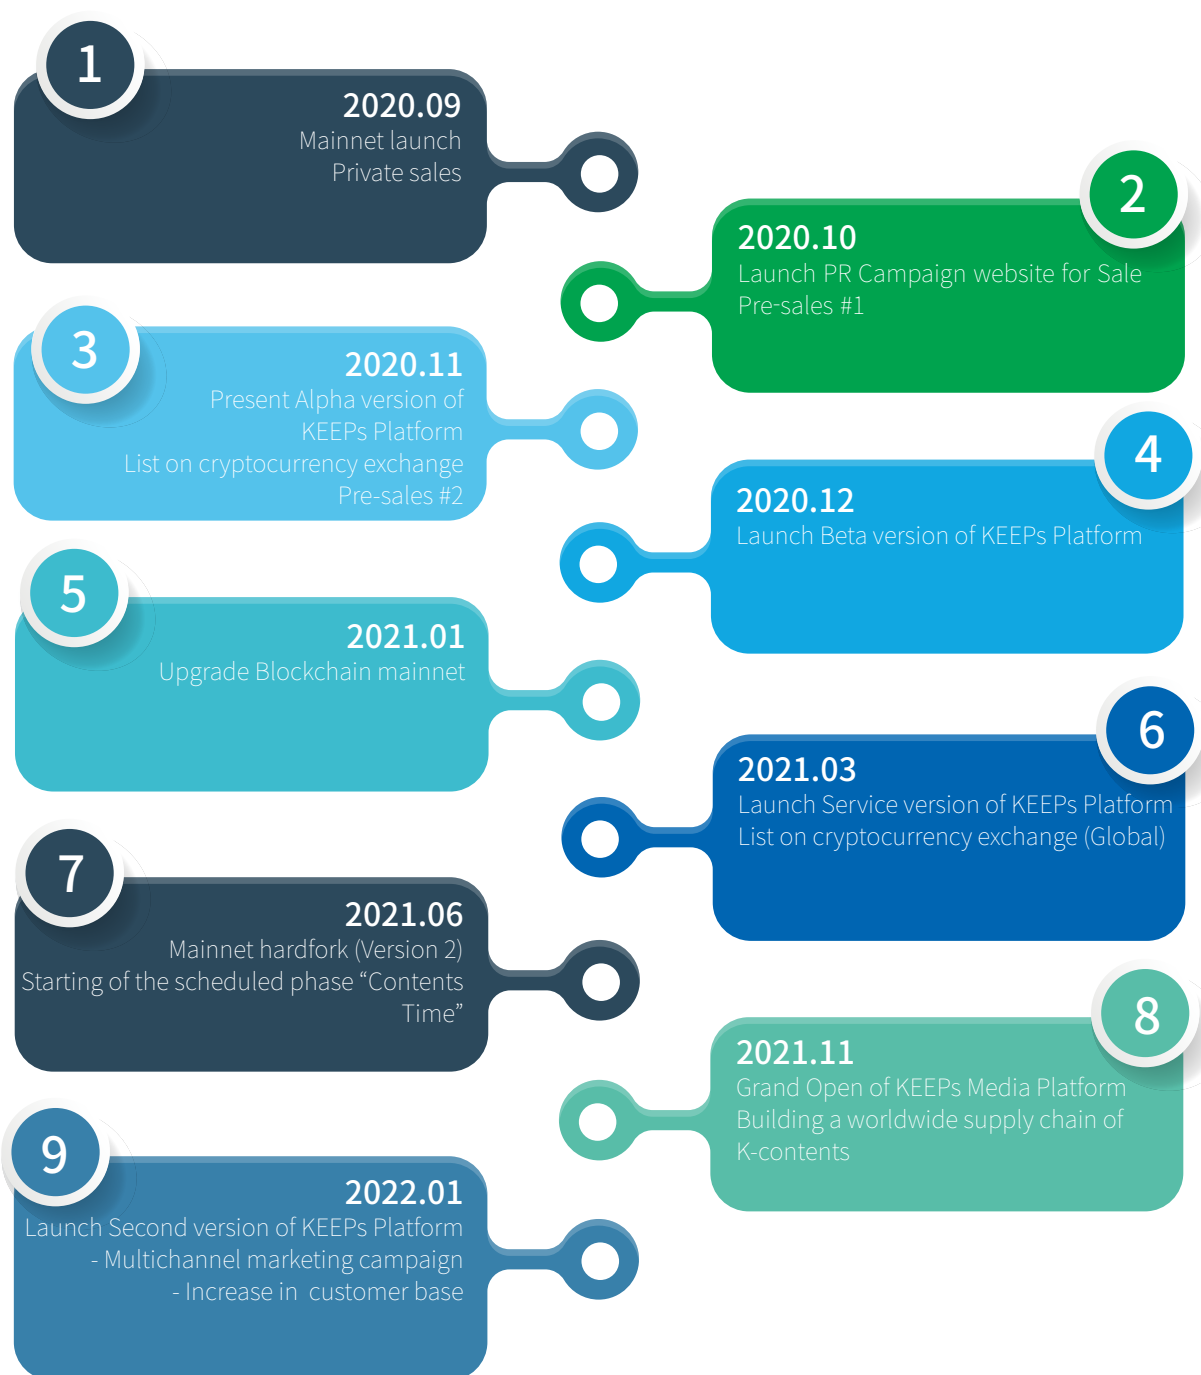 1
2020.09
Mainnet launch
Private sales
2
2020.10
Launch PR Campaign website for Sale
Pre-sales #1
3
2020.11
Present Alpha version of
KEEPs Platform
List on cryptocurrency exchange
Pre-sales #2
4
2020.12
Launch Beta version of KEEPs Platform
5
2021.01
Upgrade Blockchain mainnet
6
2021.03
Launch Service version of KEEPs Platform
List on cryptocurrency exchange (Global)
7
2021.06
Mainnet hardfork (Version 2)
Starting of the scheduled phase “Contents
Time”
8
2021.11
Grand Open of KEEPs Media Platform
Building a worldwide supply chain of
K-contents
9
2022.01
Launch Second version of KEEPs Platform
- Multichannel marketing campaign
- Increase in  customer base